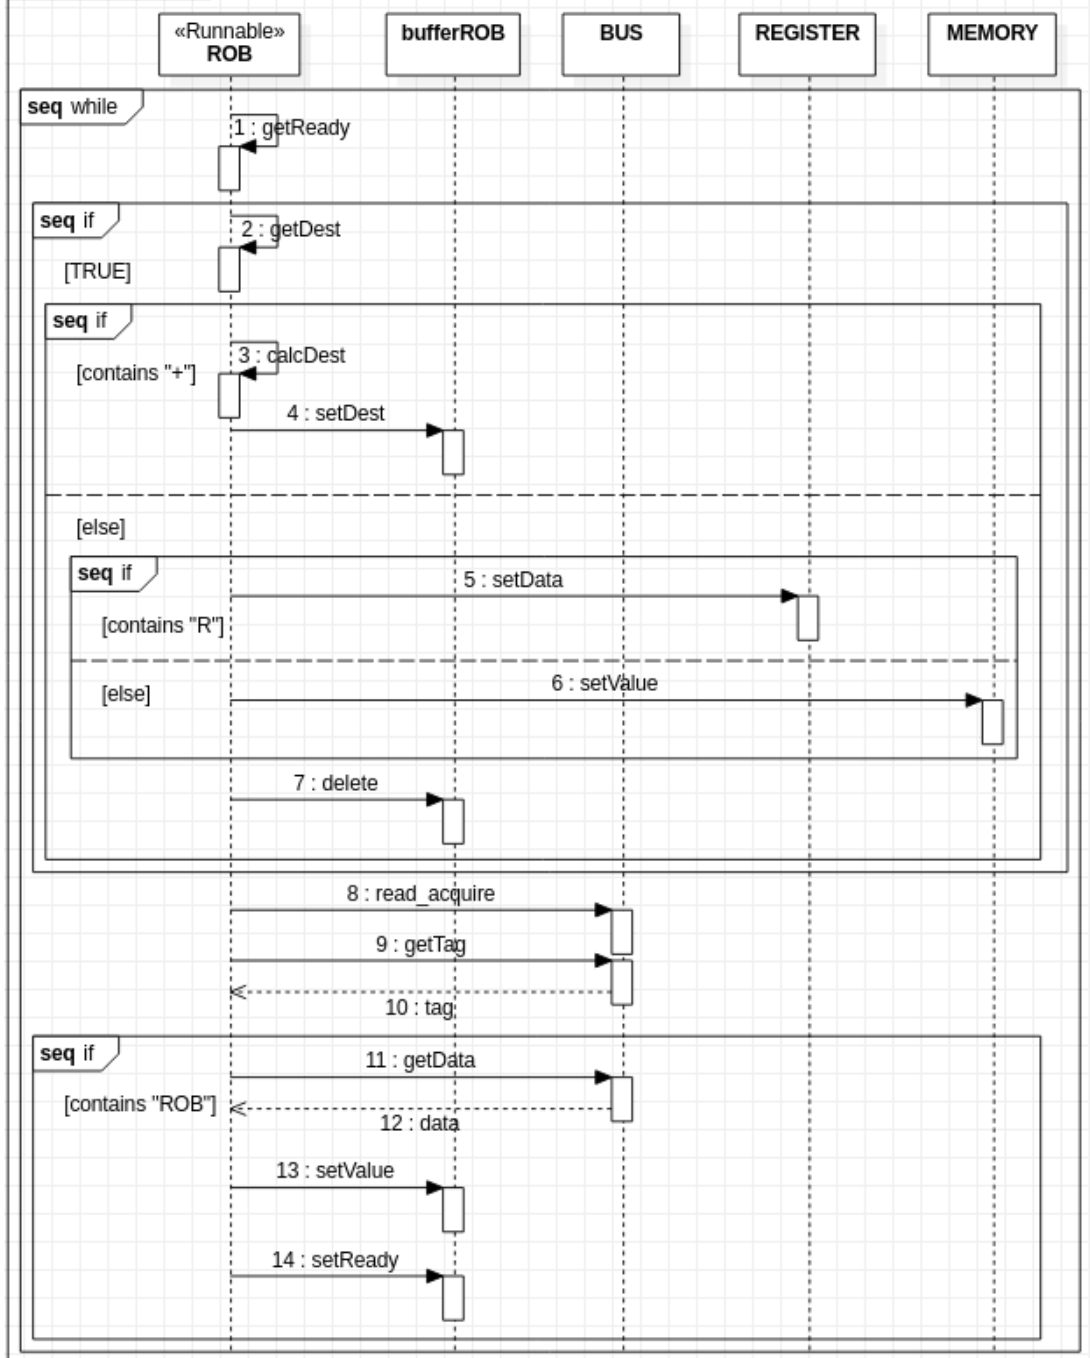 «Runnable»
ROB
bufferROB
BUS
REGISTER
MEMORY
seq while
1 : getReady
seq if
2 : getDest
[TRUE]
seq if
3 : calcDest
[contains "+"]
4 : setDest
[else]
seq if
5 : setData
[contains "R"]
6 : setValue
[else]
7 : delete
8 : read_acquire
9 : getTag
10 : tag
seq if
11 : getData
[contains "ROB"]
12 : data
13 : setValue
14 : setReady